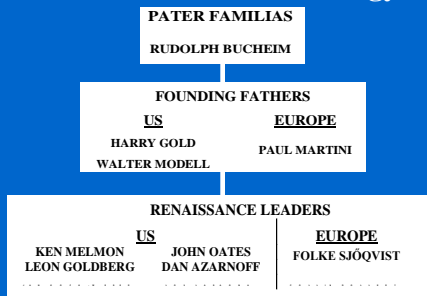 PATER FAMILIAS
RUDOLPH BUCHEIM
FOUNDING FATHERS
US
HARRY GOLD
WALTER MODELL
EUROPE
PAUL MARTINI
RENAISSANCE LEADERS
US
KEN MELMON JOHN OATES
LEON GOLDBERG DAN AZARNOFF
EUROPE
FOLKE SJŐQVIST